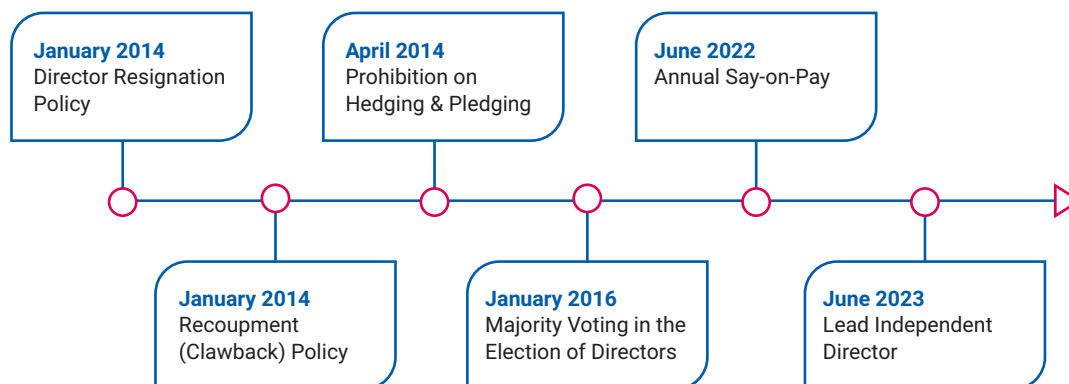 January 2014
Director Resignation
Policy
April 2014
Prohibition on
Hedging & Pledging
June 2022
Annual Say-on-Pay
January 2014
Recoupment
(Clawback) Policy
January 2016
Majority Voting in the
Election of Directors
June 2023
Lead Independent
Director